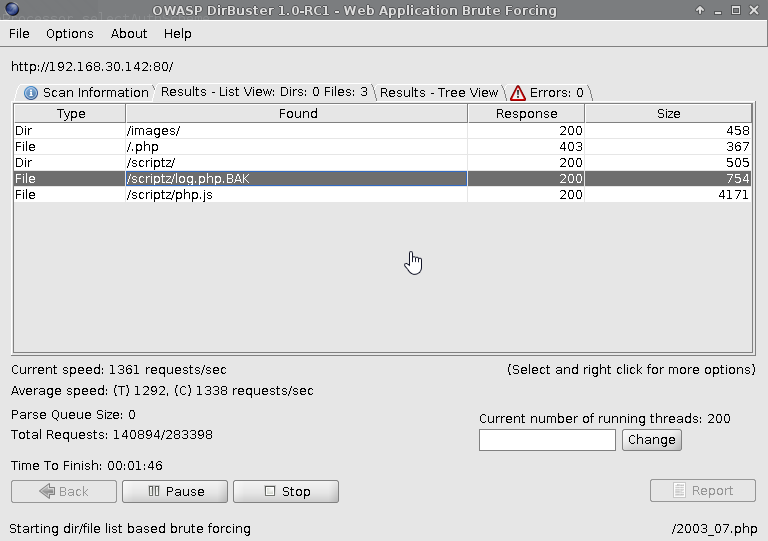 OWASP DirBuster 1.0-RC1 - Web Application Brute Forcing
File Options About Help
http://192.168.30.142:80/
Scan Information Results - List View: Dirs: 0 Files: 3 Results - Tree View Errors: 0
Type Found Response Size
Dir /images/ 200 458
File /.php 403 367
Dir /scriptz/ 200 505
File /scriptz/log.php.BAK 200 754
File /scriptz/php.js 200 4171
Current speed: 1361 requests/sec (Select and right click for more options)
Average speed: (T) 1292, (C) 1338 requests/sec
Parse Queue Size: 0
Total Requests: 140894/283398
Current number of running threads: 200
Change
Time To Finish: 00:01:46
Back Pause Stop Report
Starting dir/file list based brute forcing /2003_07.php